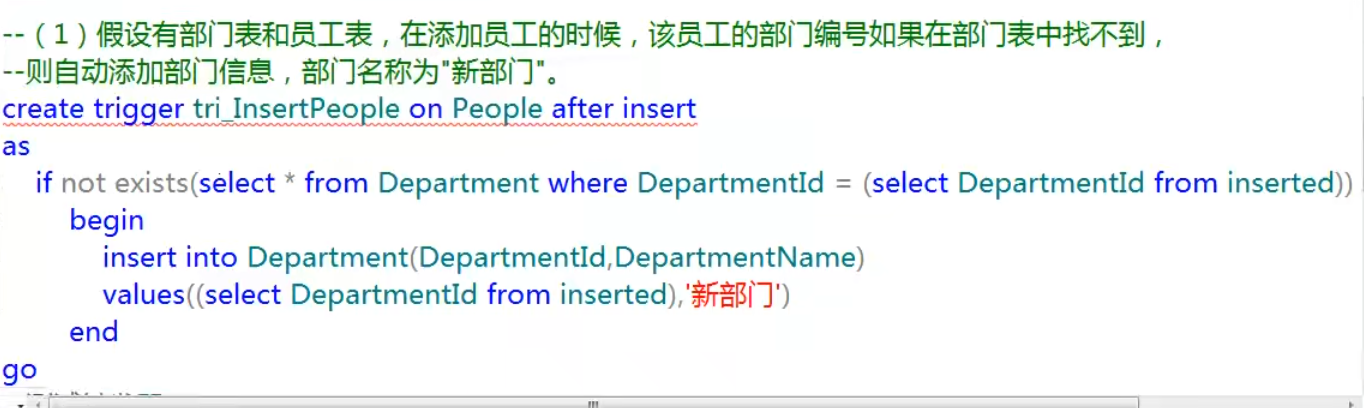 --（1）假设有部门表和员工表，在添加员工的时候，该员工的部门编号如果在部门表中找不到，
--则自动添加部门信息，部门名称为"新部门"。
create trigger tri_InsertPeople on People after insert
as
if not exists(select * from Department where DepartmentId = (select DepartmentId from inserted))
begin
insert into Department(DepartmentId,DepartmentName)
values((select DepartmentId from inserted),'新部门')
end
go